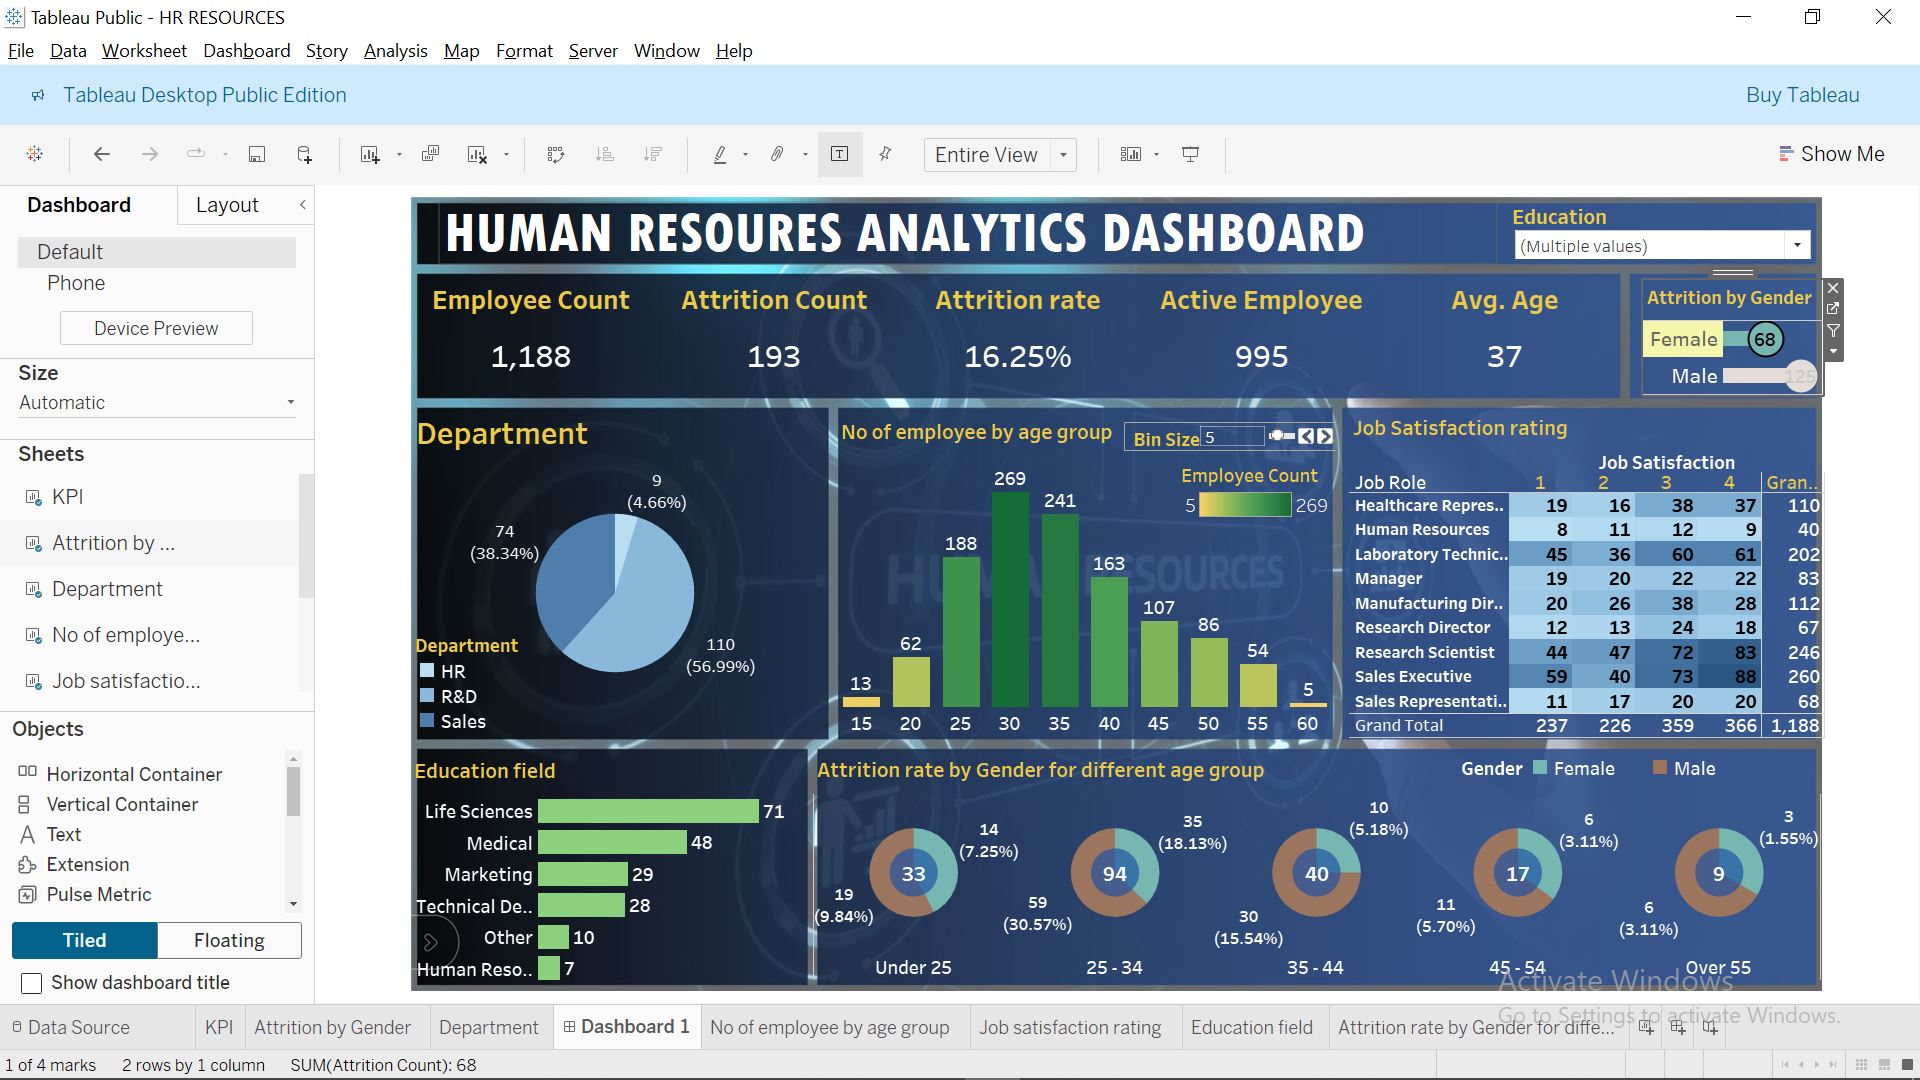 Tableau Public - HR RESOURCES
File Data Worksheet Dashboard Story Analysis Map Format Server Window Help
Tableau Desktop Public Edition
Buy Tableau
Entire View
Show Me
Dashboard
Layout
Default
Phone
Device Preview
Size
Automatic
Sheets
KPI
Attrition by ...
Department
No of employe...
Job satisfactio...
Objects
Horizontal Container
Vertical Container
Text
Extension
Pulse Metric
Tiled
Floating
Show dashboard title
HUMAN RESOURES ANALYTICS DASHBOARD
Education
(Multiple values)
Employee Count Attrition Count Attrition rate Active Employee Avg. Age
1,188 193 16.25% 995 37
Attrition by Gender
Female 68
Male 125
Department
9
(4.66%)
74
(38.34%)
110
(56.99%)
Department
HR
R&D
Sales
No of employee by age group
Bin Size 5
Employee Count
5 269
13 62 188 269 241 163 107 86 54 5
15 20 25 30 35 40 45 50 55 60
HUMAN RESOURCES
Job Satisfaction rating
Job Satisfaction
Job Role 1 2 3 4 Gran..
Healthcare Repres.. 19 16 38 37 110
Human Resources 8 11 12 9 40
Laboratory Technic.. 45 36 60 61 202
Manager 19 20 22 22 83
Manufacturing Dir.. 20 26 38 28 112
Research Director 12 13 24 18 67
Research Scientist 44 47 72 83 246
Sales Executive 59 40 73 88 260
Sales Representati.. 11 17 20 20 68
Grand Total 237 226 359 366 1,188
Education field
Life Sciences 71
Medical 48
Marketing 29
Technical De.. 28
Other 10
Human Reso.. 7
Attrition rate by Gender for different age group
Gender Female Male
14
(7.25%)
33
19
(9.84%)
Under 25
35
(18.13%)
94
59
(30.57%)
25 - 34
10
(5.18%)
40
30
(15.54%)
35 - 44
6
(3.11%)
17
11
(5.70%)
45 - 54
3
(1.55%)
9
6
(3.11%)
Over 55
Activate Windows
Go to Settings to activate Windows.
Data Source KPI Attrition by Gender Department Dashboard 1 No of employee by age group Job satisfaction rating Education field Attrition rate by Gender for diffe...
1 of 4 marks 2 rows by 1 column SUM(Attrition Count): 68